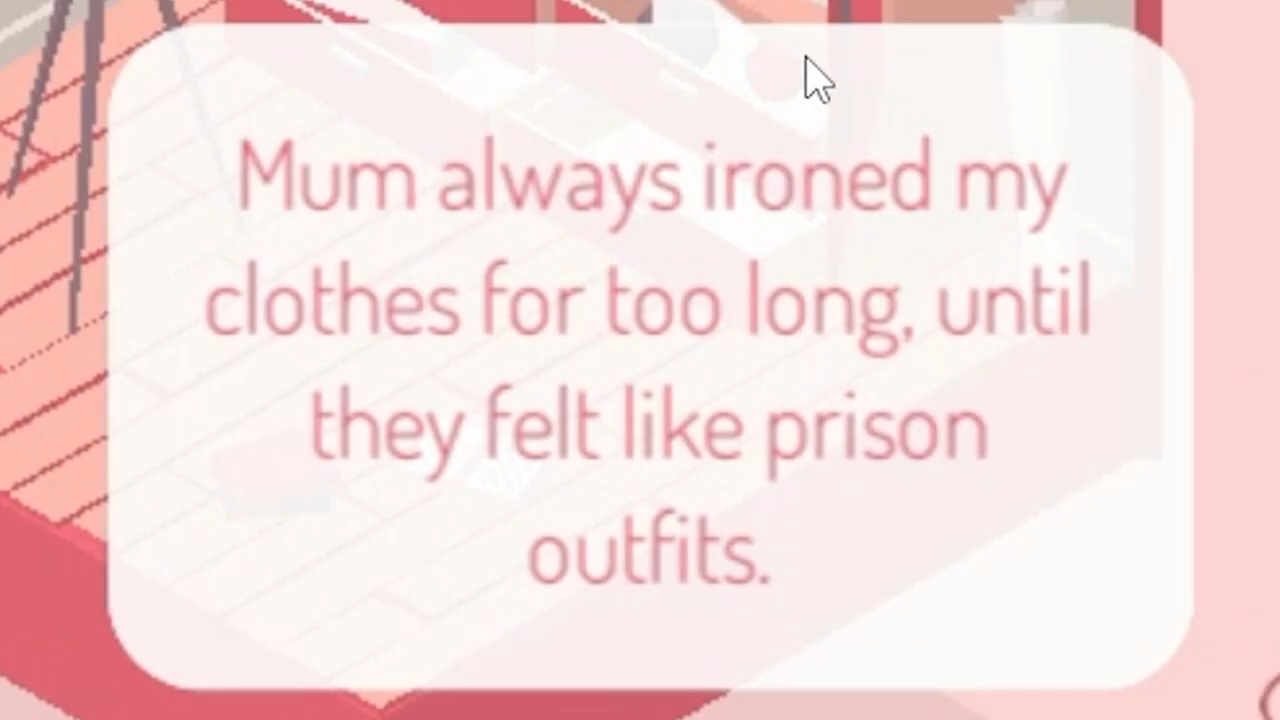 Mum always ironed my
clothes for too long, until
they felt like prison
outfits.